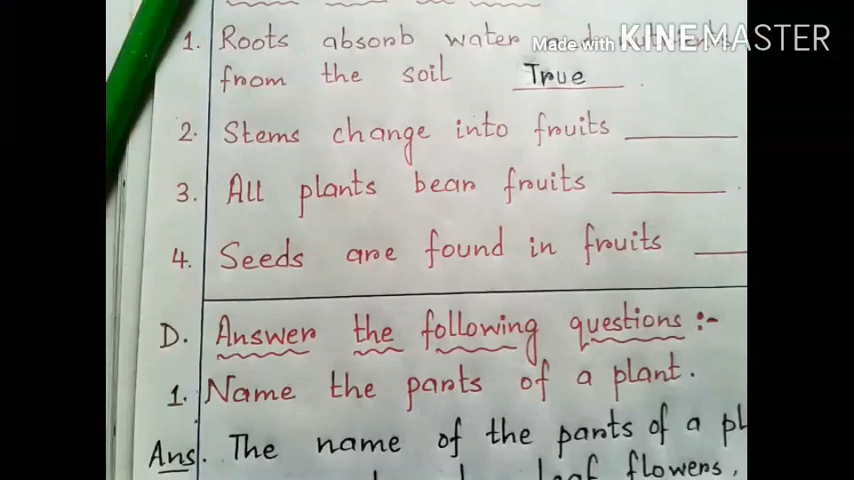 1. Roots absorb water
Made with KINEMASTER
from the soil True .
2. Stems change into fruits
3. All plants bear fruits .
4. Seeds are found in fruits
D. Answer the following questions :-
1. Name the parts of a plant.
Ans. The name of the parts of a pl
leaf flowers,